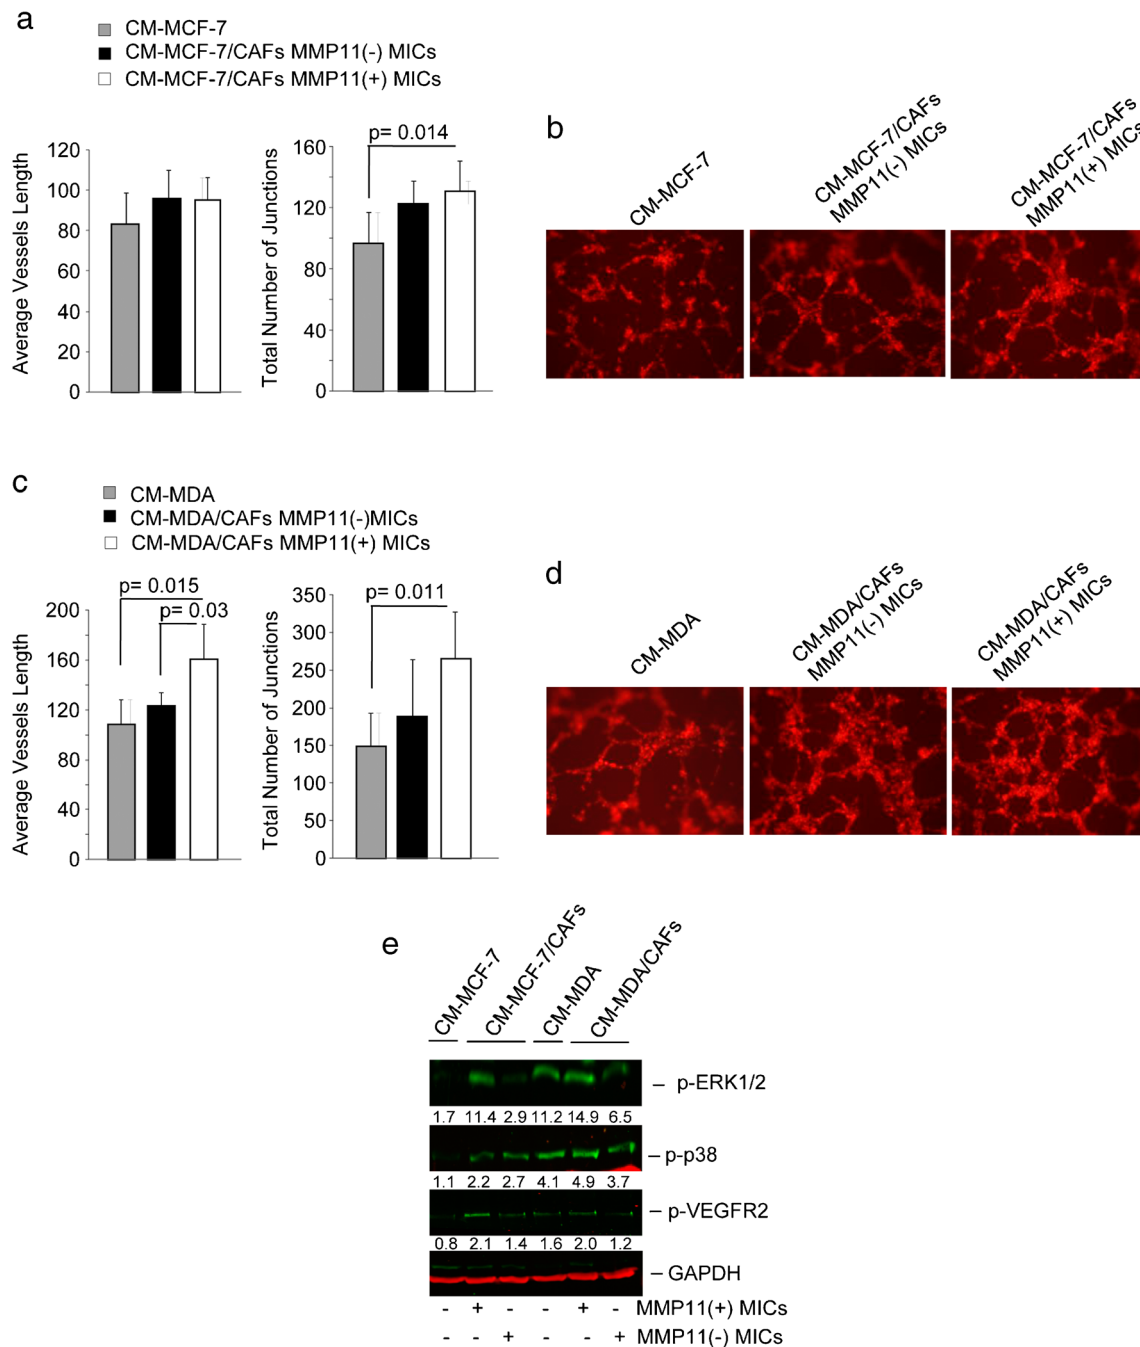 a
CM-MCF-7
CM-MCF-7/CAFs MMP11(-) MICs
CM-MCF-7/CAFs MMP11(+) MICs
Average Vessels Length
120
100
80
60
40
20
0
p= 0.014
Total Number of Junctions
160
120
80
40
0
b
CM-MCF-7
CM-MCF-7/CAFs
MMP11(-) MICs
CM-MCF-7/CAFs
MMP11(+) MICs
c
CM-MDA
CM-MDA/CAFs MMP11(-)MICs
CM-MDA/CAFs MMP11(+) MICs
p= 0.015
p= 0.03
Average Vessels Length
200
160
120
80
40
0
p= 0.011
Total Number of Junctions
350
300
250
200
150
100
50
0
d
CM-MDA
CM-MDA/CAFs
MMP11(-) MICs
CM-MDA/CAFs
MMP11(+) MICs
e
CM-MCF-7
CM-MCF-7/CAFs
CM-MDA
CM-MDA/CAFs
p-ERK1/2
1.7 11.4 2.9 11.2 14.9 6.5
p-p38
1.1 2.2 2.7 4.1 4.9 3.7
p-VEGFR2
0.8 2.1 1.4 1.6 2.0 1.2
GAPDH
- + - - + - MMP11(+) MICs
- - + - - + MMP11(-) MICs